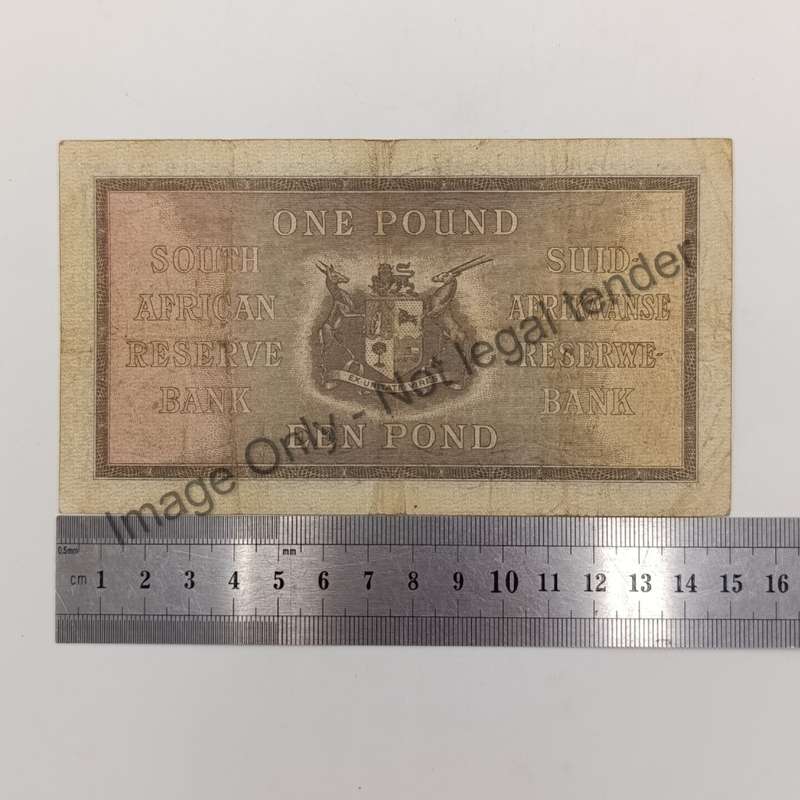 ONE POUND
SOUTH
AFRICAN
RESERVE
BANK
SUID-
AFRIKAANSE
RESERWE-
BANK
EX UNITATE VIRES
EEN POND
Image Only - Not legal tender
0.5mm
mm
cm 1 2 3 4 5 6 7 8 9 10 11 12 13 14 15 16